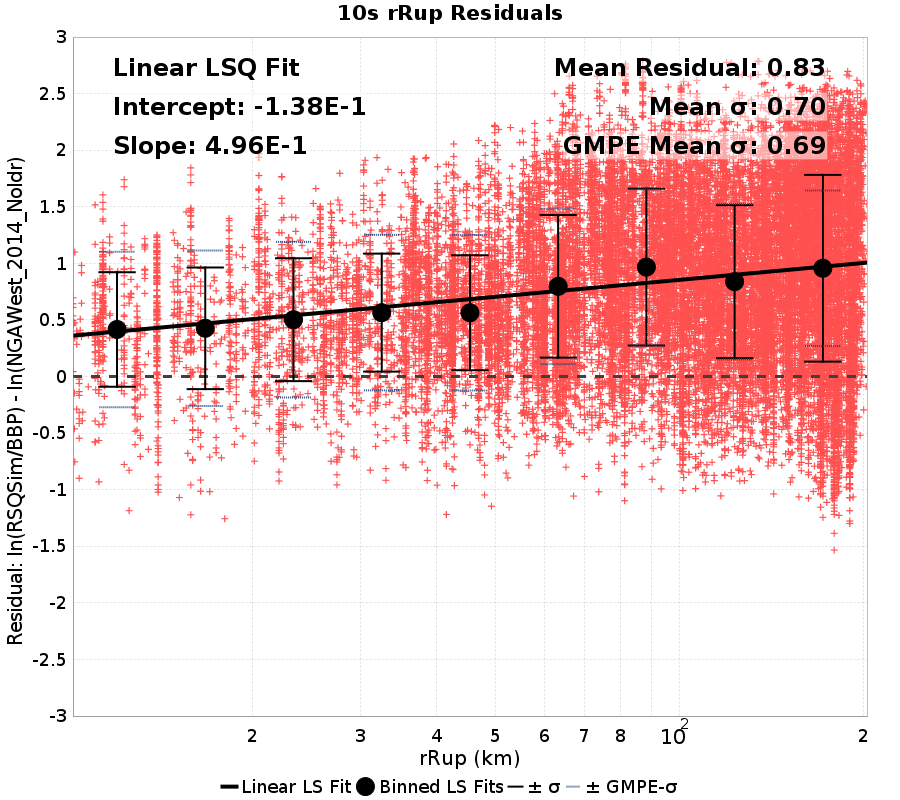 10s rRup Residuals
Linear LSQ Fit
Intercept: -1.38E-1
Slope: 4.96E-1
Mean Residual: 0.83
Mean σ: 0.70
GMPE Mean σ: 0.69
Residual: ln(RSQSim/BBP) - ln(NGAWest_2014_NoIdr)
3
2.5
2
1.5
1
0.5
0
-0.5
-1
-1.5
-2
-2.5
-3
2 3 4 5 6 7 8 10² 2
rRup (km)
Linear LS Fit Binned LS Fits ± σ ± GMPE-σ